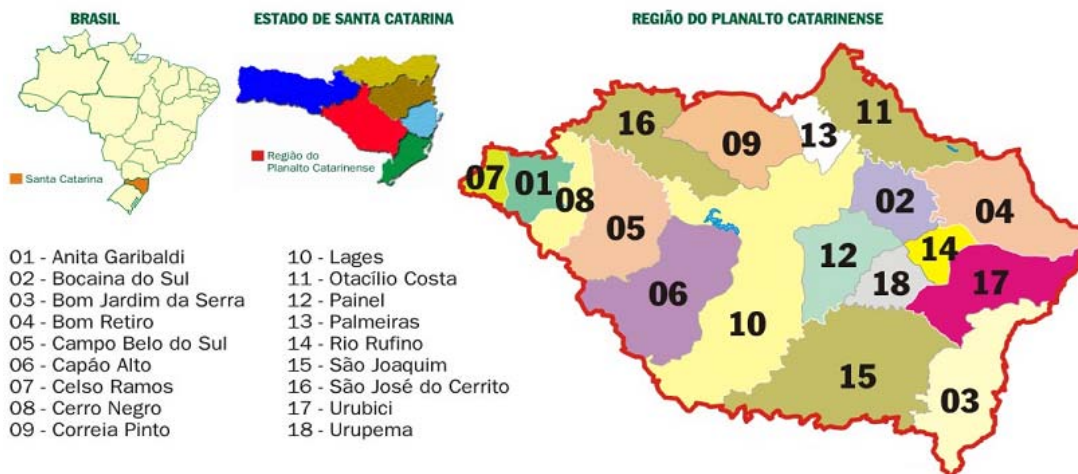 BRASIL
ESTADO DE SANTA CATARINA
REGIÃO DO PLANALTO CATARINENSE
Santa Catarina
Região do
Planalto Catarinense
01 - Anita Garibaldi
02 - Bocaina do Sul
03 - Bom Jardim da Serra
04 - Bom Retiro
05 - Campo Belo do Sul
06 - Capáo Alto
07 - Celso Ramos
08 - Cerro Negro
09 - Correia Pinto
10 - Lages
11 - Otacílio Costa
12 - Painel
13 - Palmeiras
14 - Rio Rufino
15 - São Joaquim
16 - São José do Cerrito
17 - Urubici
18 - Urupema
16
09
13
11
07
01
08
05
02
04
12
14
18
17
06
10
15
03